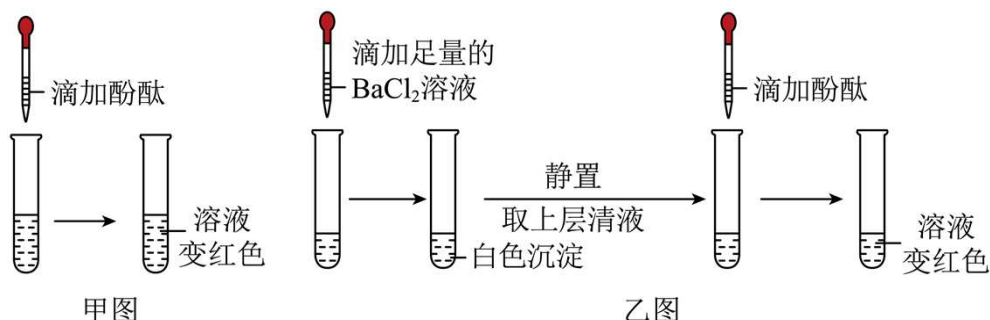 滴加酚酞
溶液
变红色
甲图
滴加足量的
BaCl₂溶液
白色沉淀
静置
取上层清液
滴加酚酞
溶液
变红色
乙图